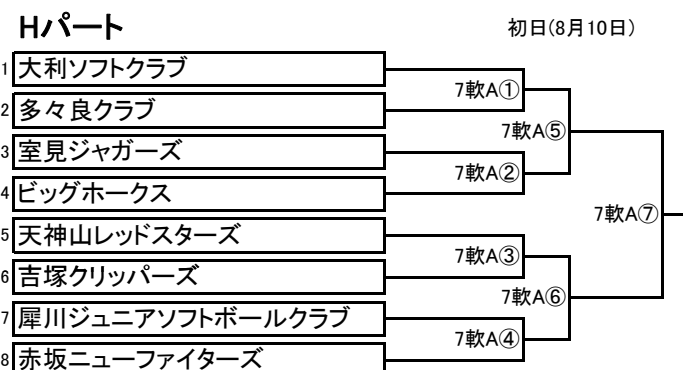 Hパート
初日(8月10日)
1 大利ソフトクラブ
7軟A①
2 多々良クラブ
7軟A⑤
3 室見ジャガーズ
7軟A②
4 ビッグホークス
7軟A⑦
5 天神山レッドスターズ
7軟A③
6 吉塚クリッパーズ
7軟A⑥
7 犀川ジュニアソフトボールクラブ
7軟A④
8 赤坂ニューファイターズ